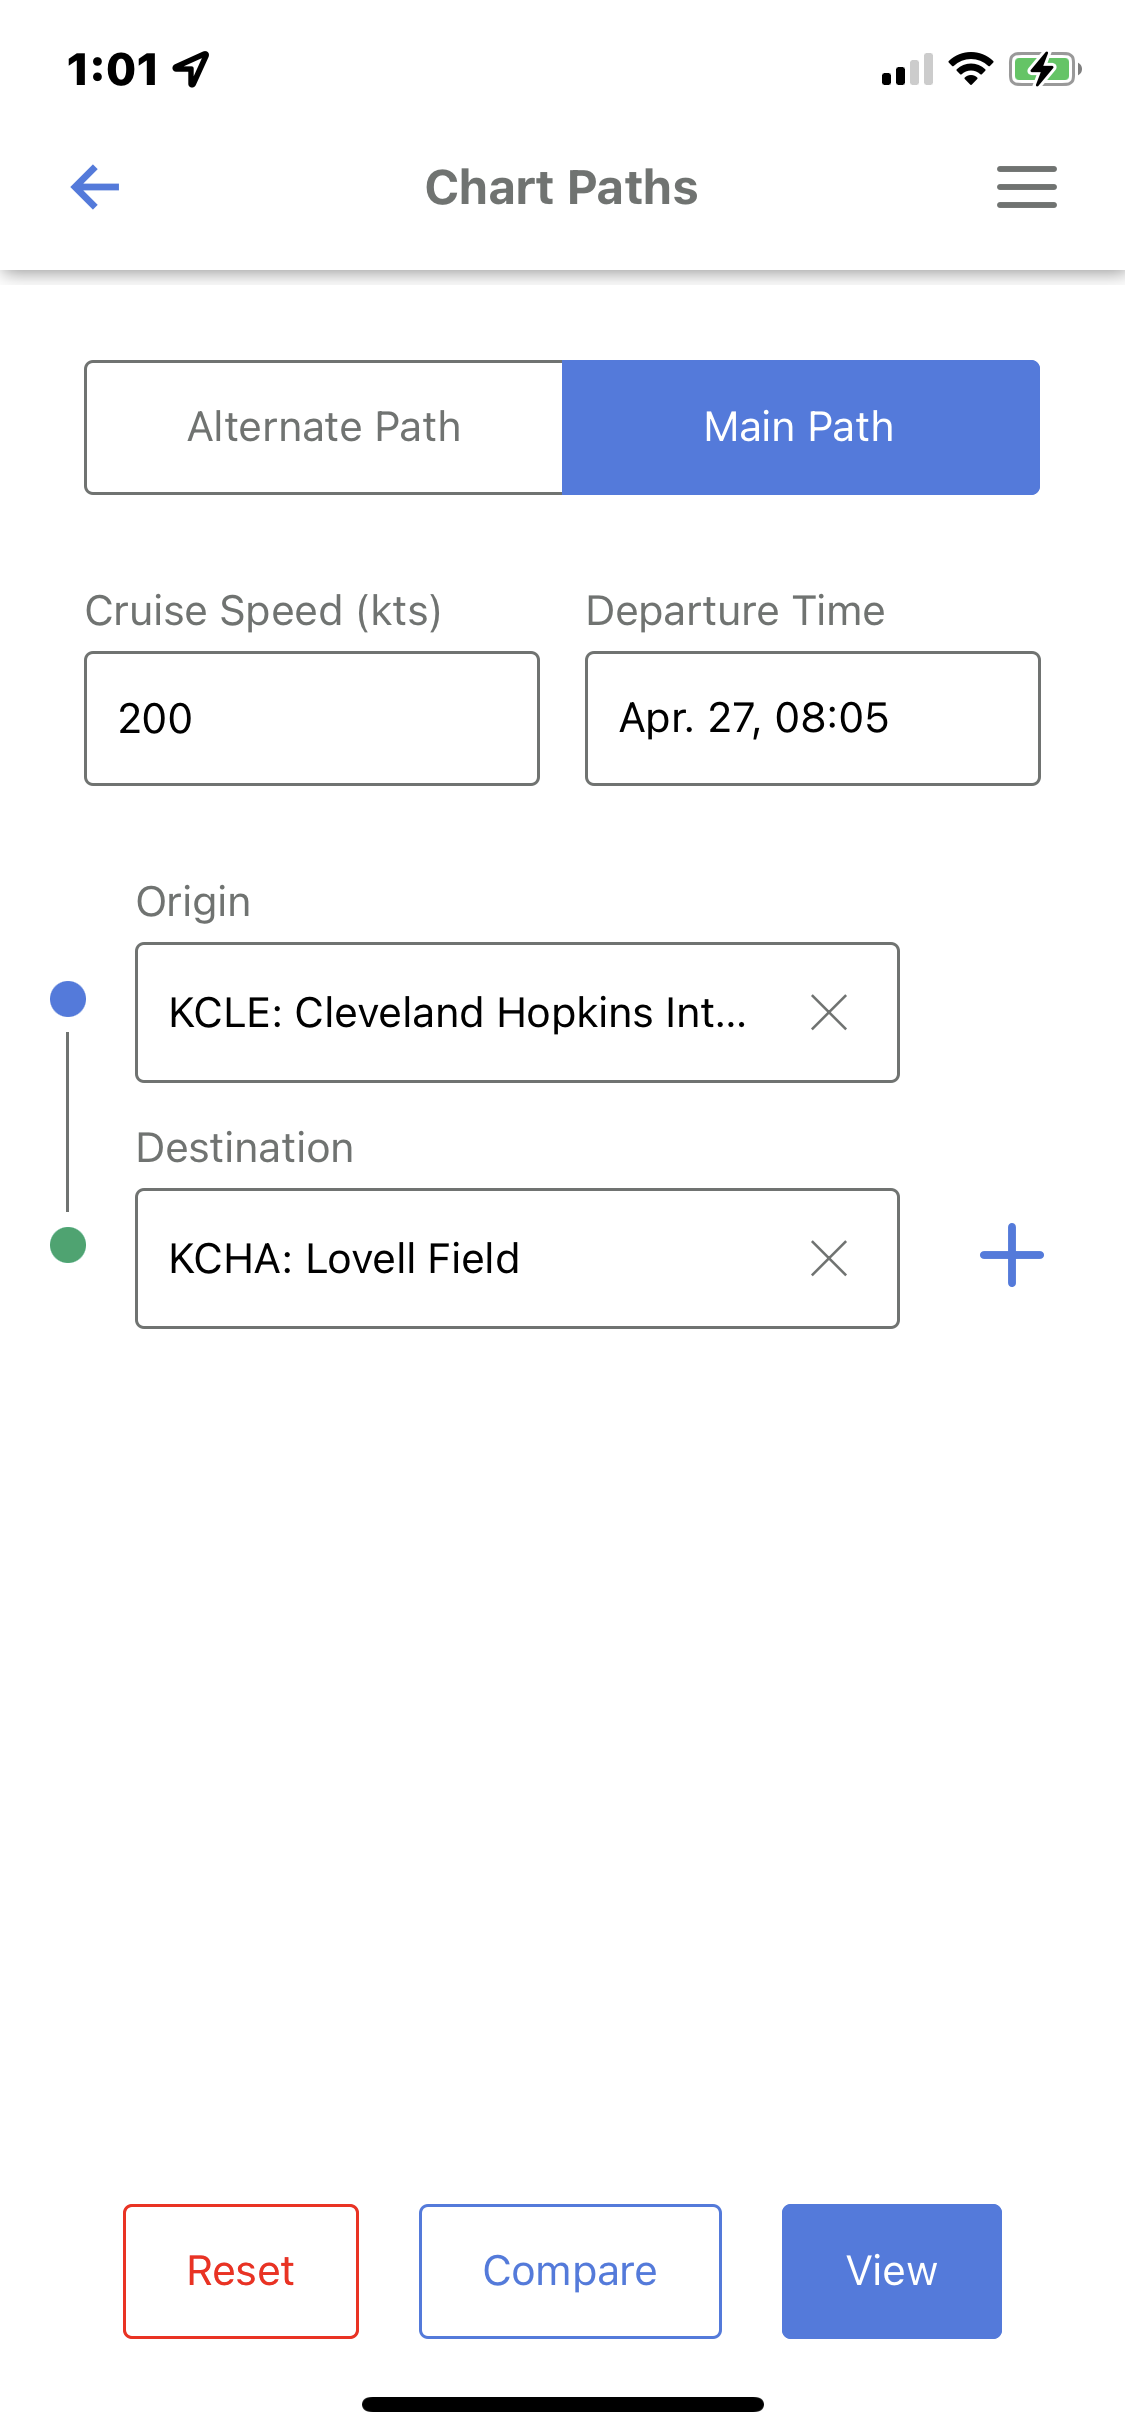 1:01
Chart Paths
Alternate Path Main Path
Cruise Speed (kts) Departure Time
200 Apr. 27, 08:05
Origin
KCLE: Cleveland Hopkins Int...
Destination
KCHA: Lovell Field
Reset Compare View